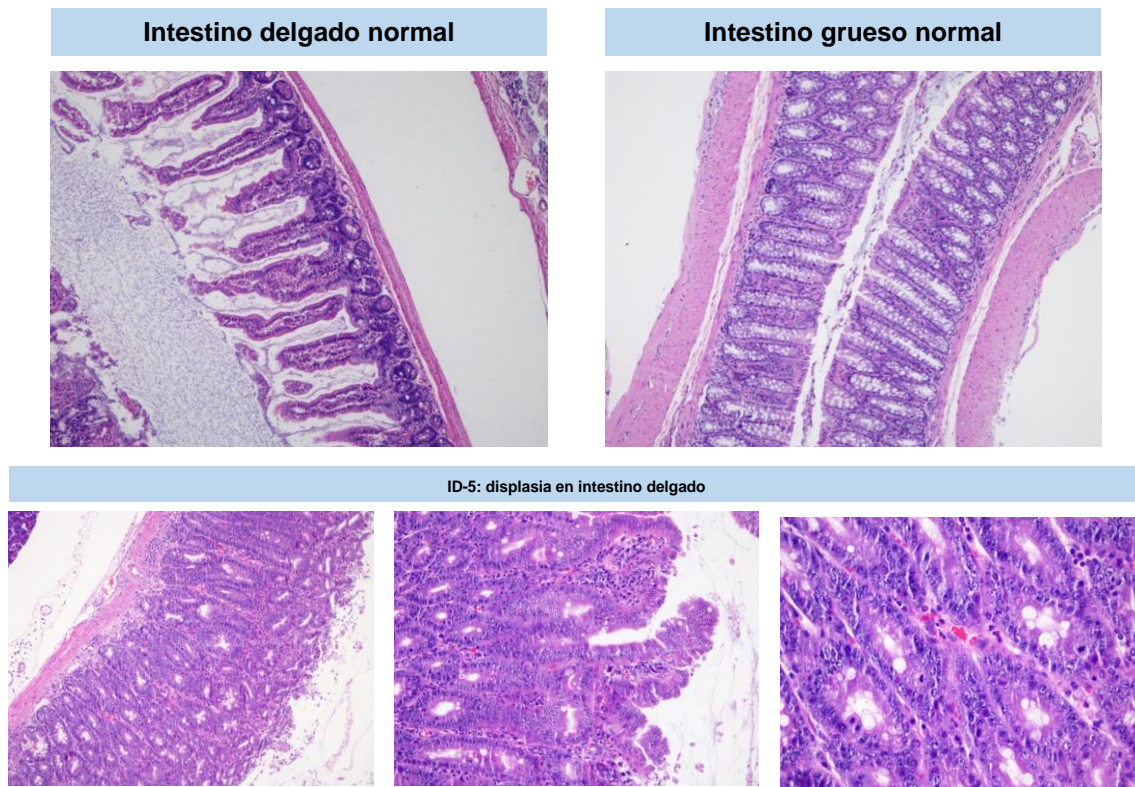 Intestino delgado normal
Intestino grueso normal
ID-5: displasia en intestino delgado